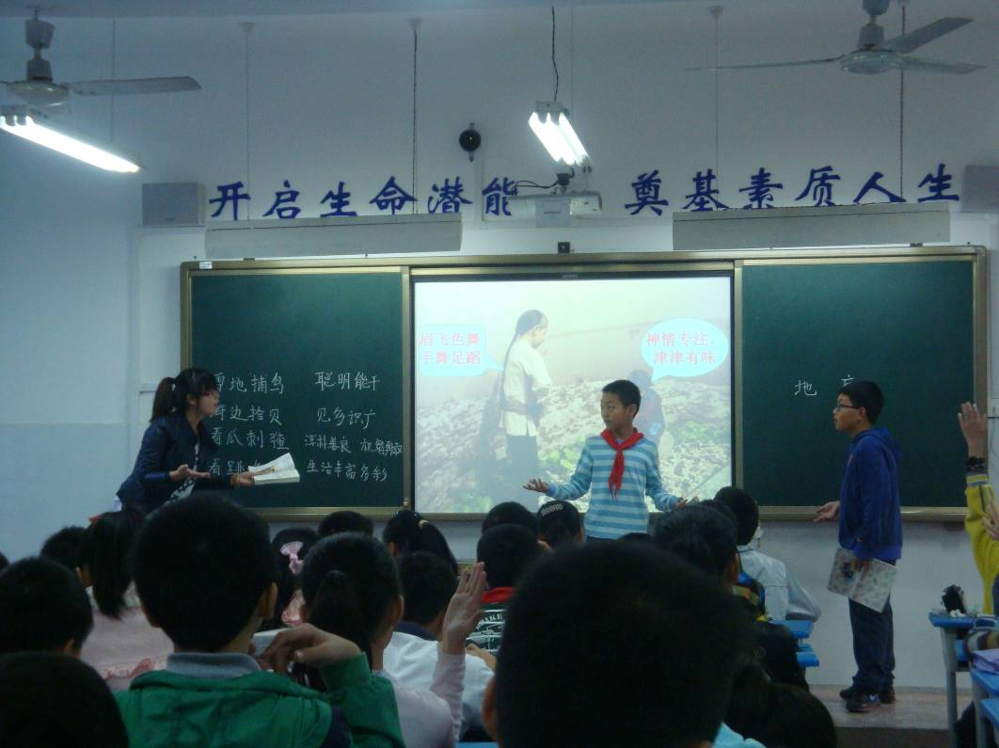 开启生命潜能 奠基素质人生
雪地捕鸟 聪明能干
海边拾贝 见多识广
看瓜刺猹
看跳
生活丰富多彩
眉飞色舞
手舞足蹈
神情专注,
津津有味
地